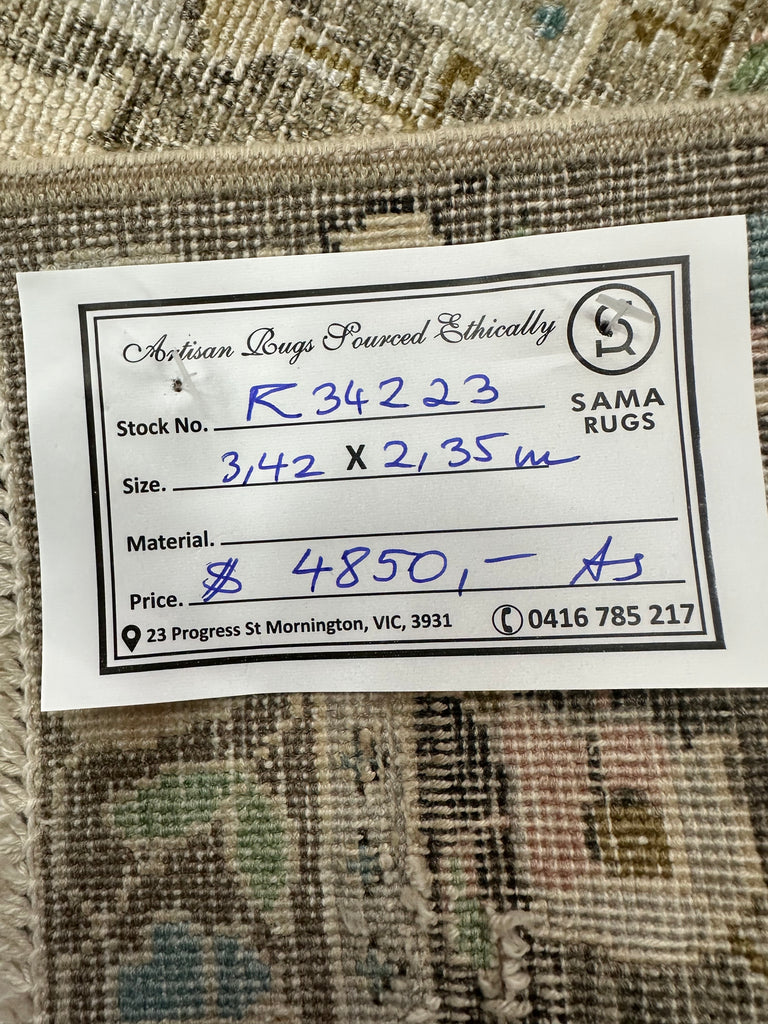 Artisan Rugs Sourced Ethically
SR
SAMA
RUGS
Stock No. R34223
Size. 3,42 X 2,35 m
Material.
Price. $ 4850,- As
23 Progress St Mornington, VIC, 3931
0416 785 217